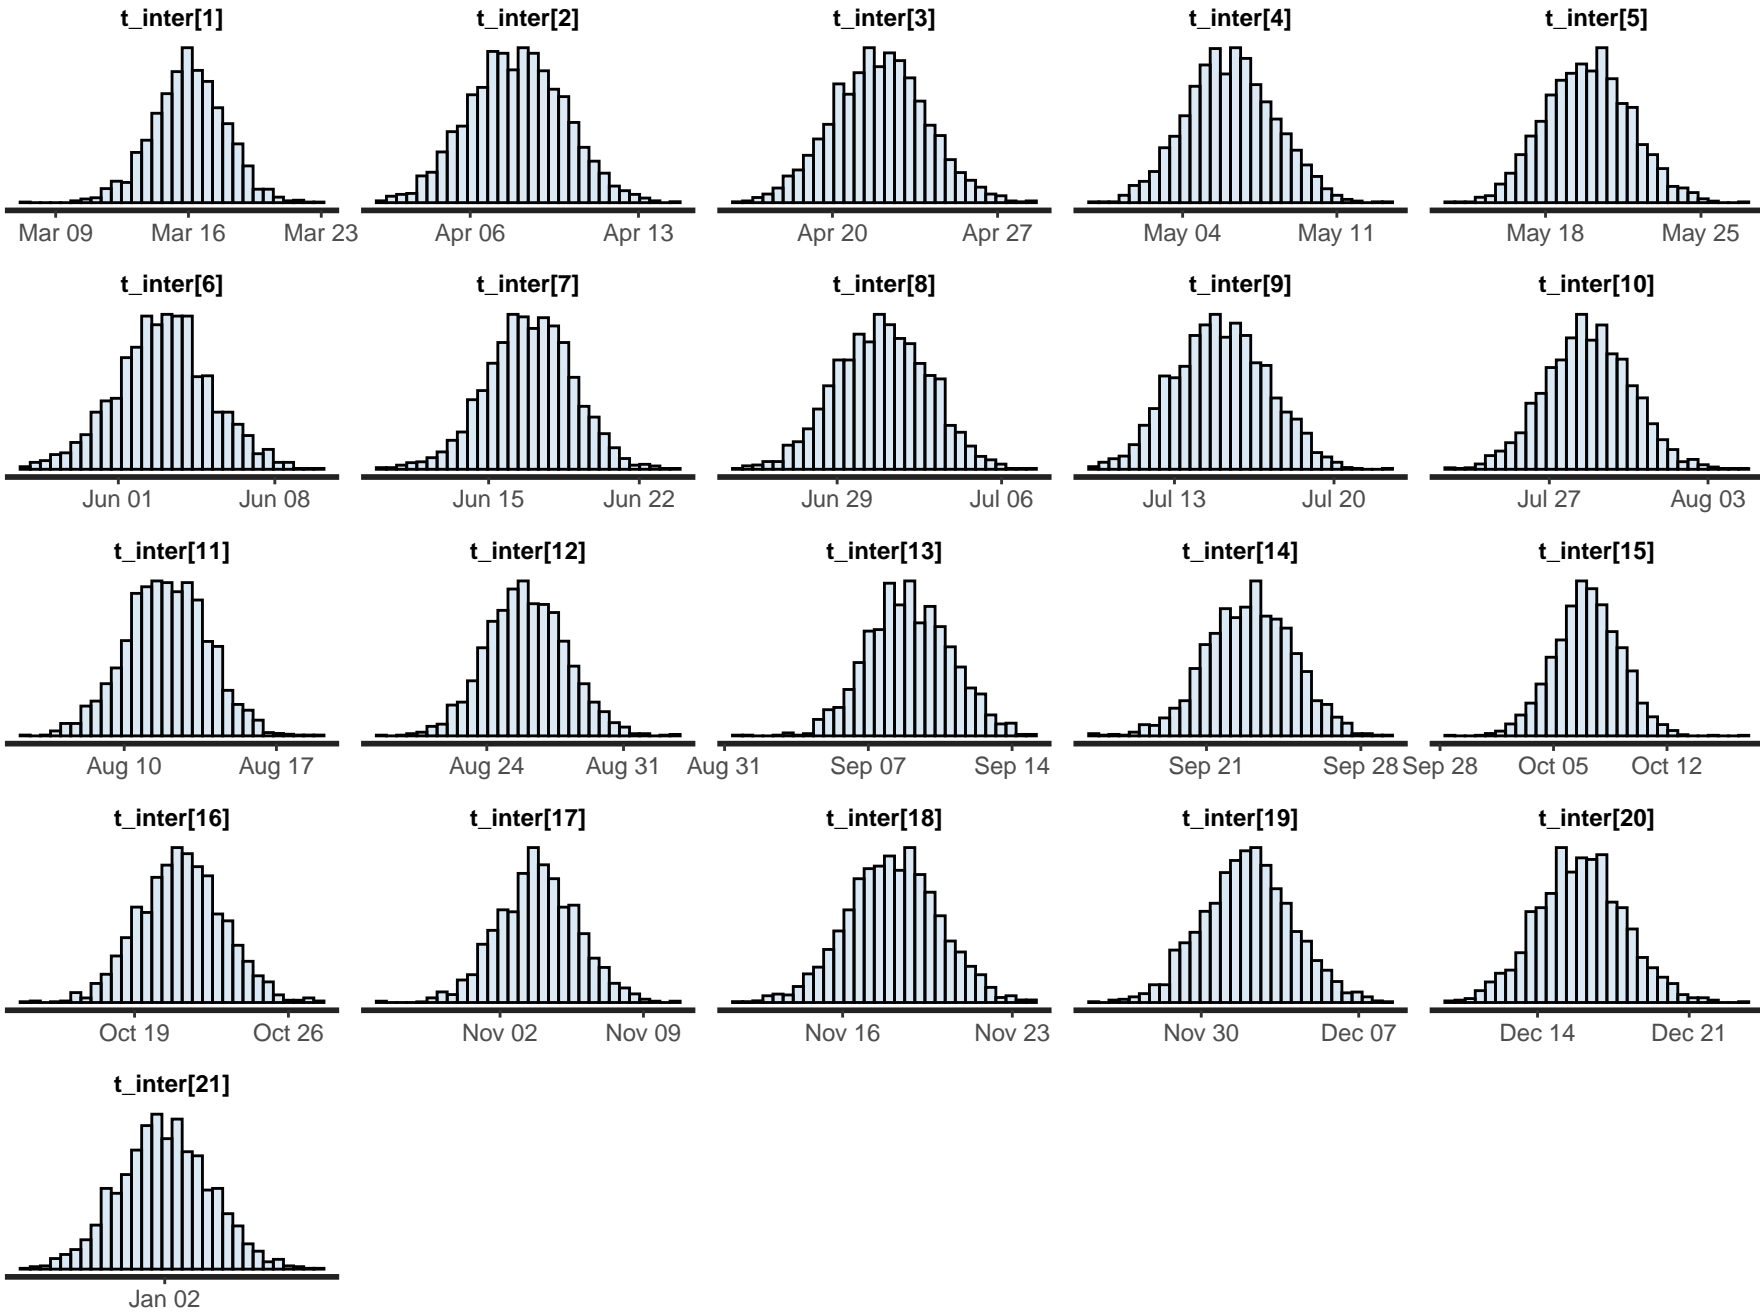 t_inter[1] t_inter[2] t_inter[3] t_inter[4] t_inter[5]
Mar 09 Mar 16 Mar 23 Apr 06 Apr 13 Apr 20 Apr 27 May 04 May 11 May 18 May 25
t_inter[6] t_inter[7] t_inter[8] t_inter[9] t_inter[10]
Jun 01 Jun 08 Jun 15 Jun 22 Jun 29 Jul 06 Jul 13 Jul 20 Jul 27 Aug 03
t_inter[11] t_inter[12] t_inter[13] t_inter[14] t_inter[15]
Aug 10 Aug 17 Aug 24 Aug 31 Aug 31 Sep 07 Sep 14 Sep 21 Sep 28 Sep 28 Oct 05 Oct 12
t_inter[16] t_inter[17] t_inter[18] t_inter[19] t_inter[20]
Oct 19 Oct 26 Nov 02 Nov 09 Nov 16 Nov 23 Nov 30 Dec 07 Dec 14 Dec 21
t_inter[21]
Jan 02